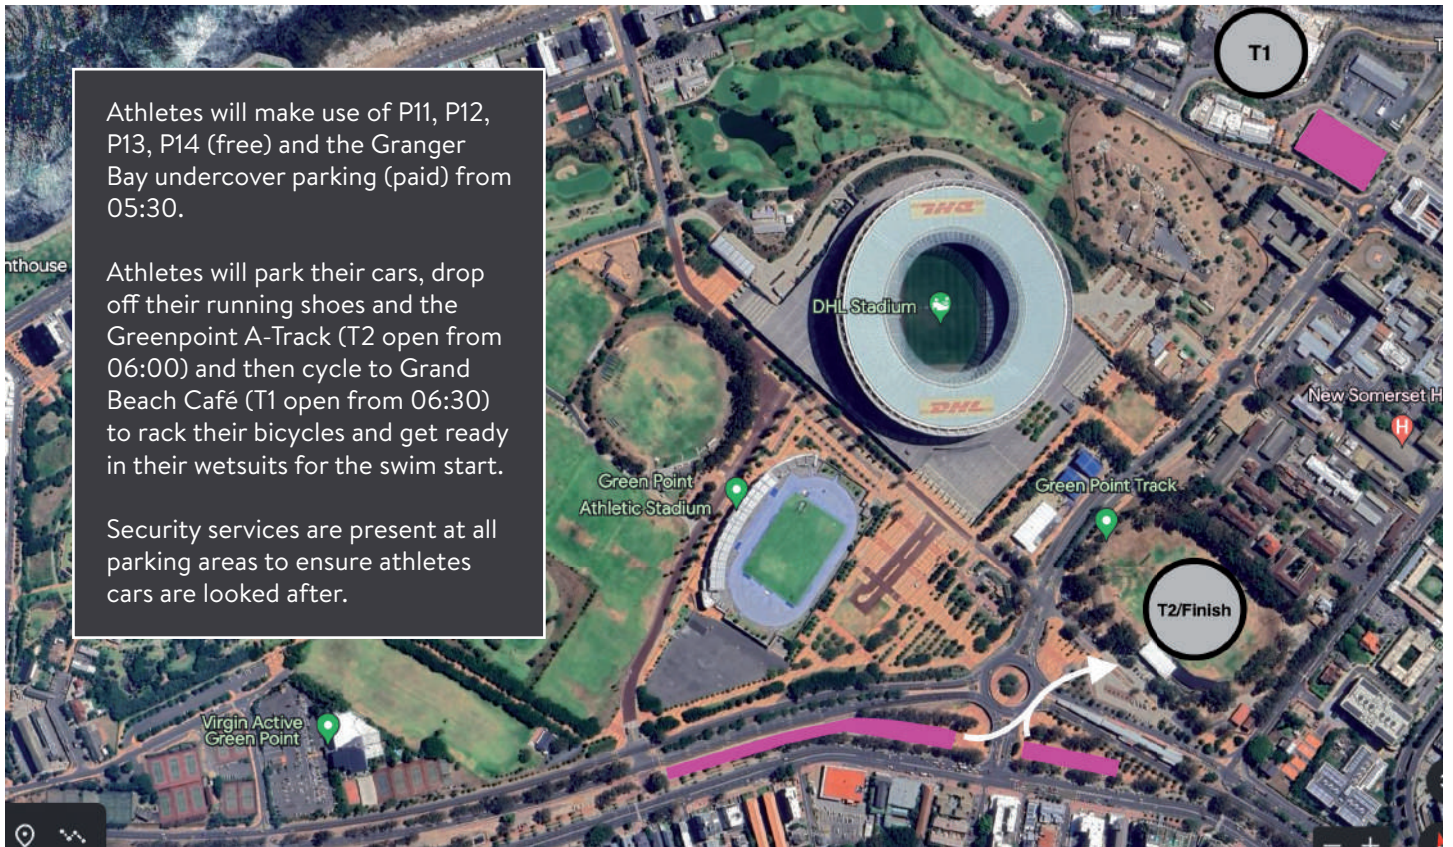 Athletes will make use of P11, P12,
P13, P14 (free) and the Granger
Bay undercover parking (paid) from
05:30.
Athletes will park their cars, drop
off their running shoes and the
Greenpoint A-Track (T2 open from
06:00) and then cycle to Grand
Beach Café (T1 open from 06:30)
to rack their bicycles and get ready
in their wetsuits for the swim start.
Security services are present at all
parking areas to ensure athletes
cars are looked after.
T1
nthouse
DHL
DHL Stadium
DHL
New Somerset H
H
Green Point
Athletic Stadium
Green Point Track
T2/Finish
Virgin Active
Green Point